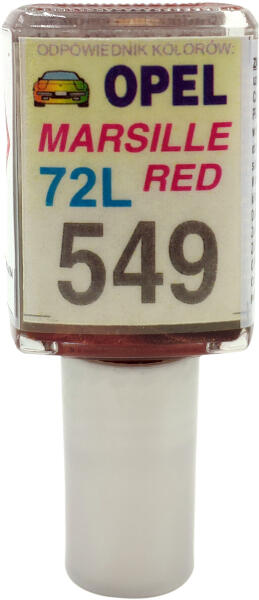 ODPOWIEDNIK KOLORÓW:
OPEL
MARSILLE
72L RED
549